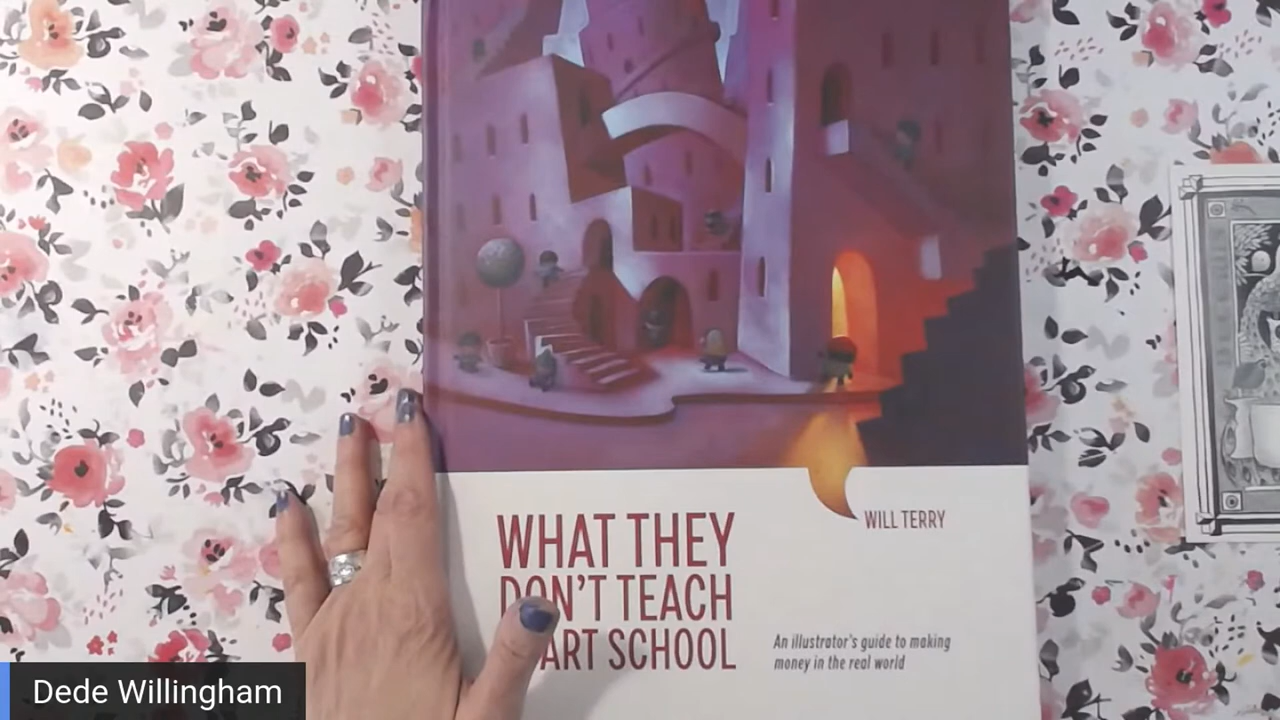 WILL TERRY
WHAT THEY
DON'T TEACH
ART SCHOOL
An illustrator's guide to making
money in the real world
Dede Willingham